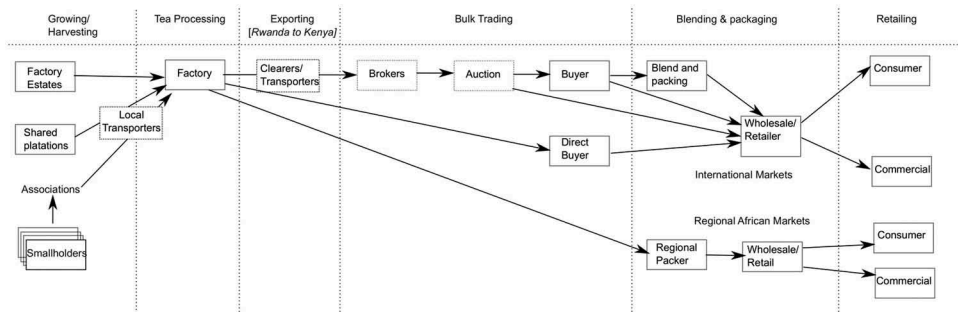 Growing/
Harvesting
Tea Processing
Exporting
[Rwanda to Kenya]
Bulk Trading
Blending & packaging
Retailing
Factory
Estates
Shared
platations
Local
Transporters
Associations
Smallholders
Factory
Clearers/
Transporters
Brokers
Auction
Buyer
Direct
Buyer
Blend and
packing
Wholesale/
Retailer
International Markets
Consumer
Commercial
Regional African Markets
Regional
Packer
Wholesale/
Retail
Consumer
Commercial